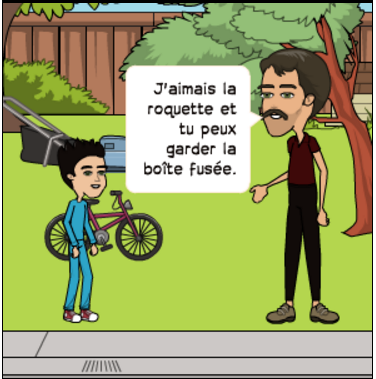 J'aimais la
roquette et
tu peux
garder la
boîte fusée.